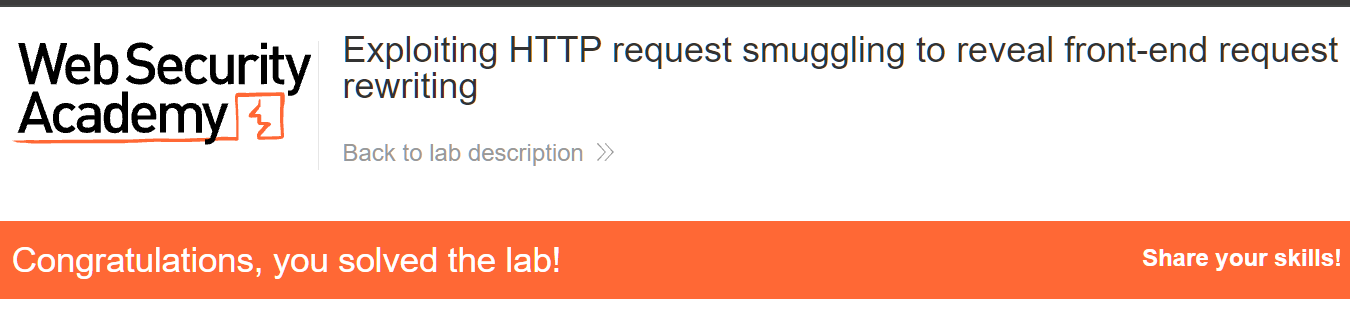 Web Security
Academy
Exploiting HTTP request smuggling to reveal front-end request
rewriting
Back to lab description
Congratulations, you solved the lab!
Share your skills!